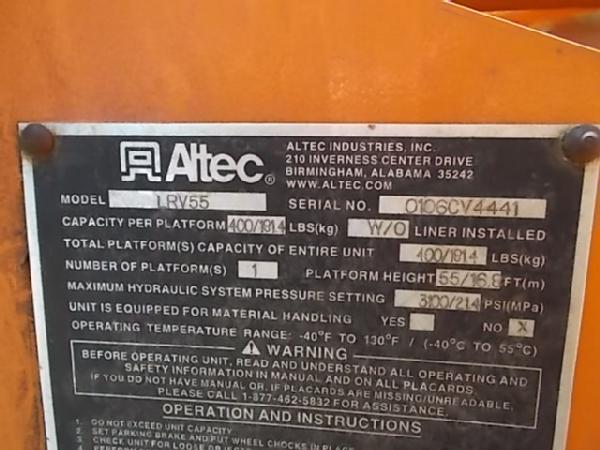 Altec®
ALTEC INDUSTRIES, INC.
210 INVERNESS CENTER DRIVE
BIRMINGHAM, ALABAMA 35242
WWW.ALTEC.COM
MODEL LRV55 SERIAL NO. 0106CV4441
CAPACITY PER PLATFORM 400/1814 LBS(kg) W/O LINER INSTALLED
TOTAL PLATFORM(S) CAPACITY OF ENTIRE UNIT 400/1814 LBS(kg)
NUMBER OF PLATFORM(S) 1 PLATFORM HEIGHT 55/16.8 FT(m)
MAXIMUM HYDRAULIC SYSTEM PRESSURE SETTING 3100/214 PSI(MPa)
UNIT IS EQUIPPED FOR MATERIAL HANDLING YES NO X
OPERATING TEMPERATURE RANGE: -40°F TO 130°F / (-40°C TO 55°C)
WARNING
BEFORE OPERATING UNIT, READ AND UNDERSTAND ALL OPERATING AND
SAFETY INFORMATION IN MANUAL AND ON ALL PLACARDS.
IF YOU DO NOT HAVE MANUAL OR, IF PLACARDS ARE MISSING/UNREADABLE,
PLEASE CALL 1-877-462-5832 FOR ASSISTANCE.
OPERATION AND INSTRUCTIONS
1. DO NOT EXCEED UNIT CAPACITY
2. SET PARKING BRAKE AND PUT WHEEL CHOCKS IN PLACE
3. CHECK UNIT FOR LOOSE OR
4.